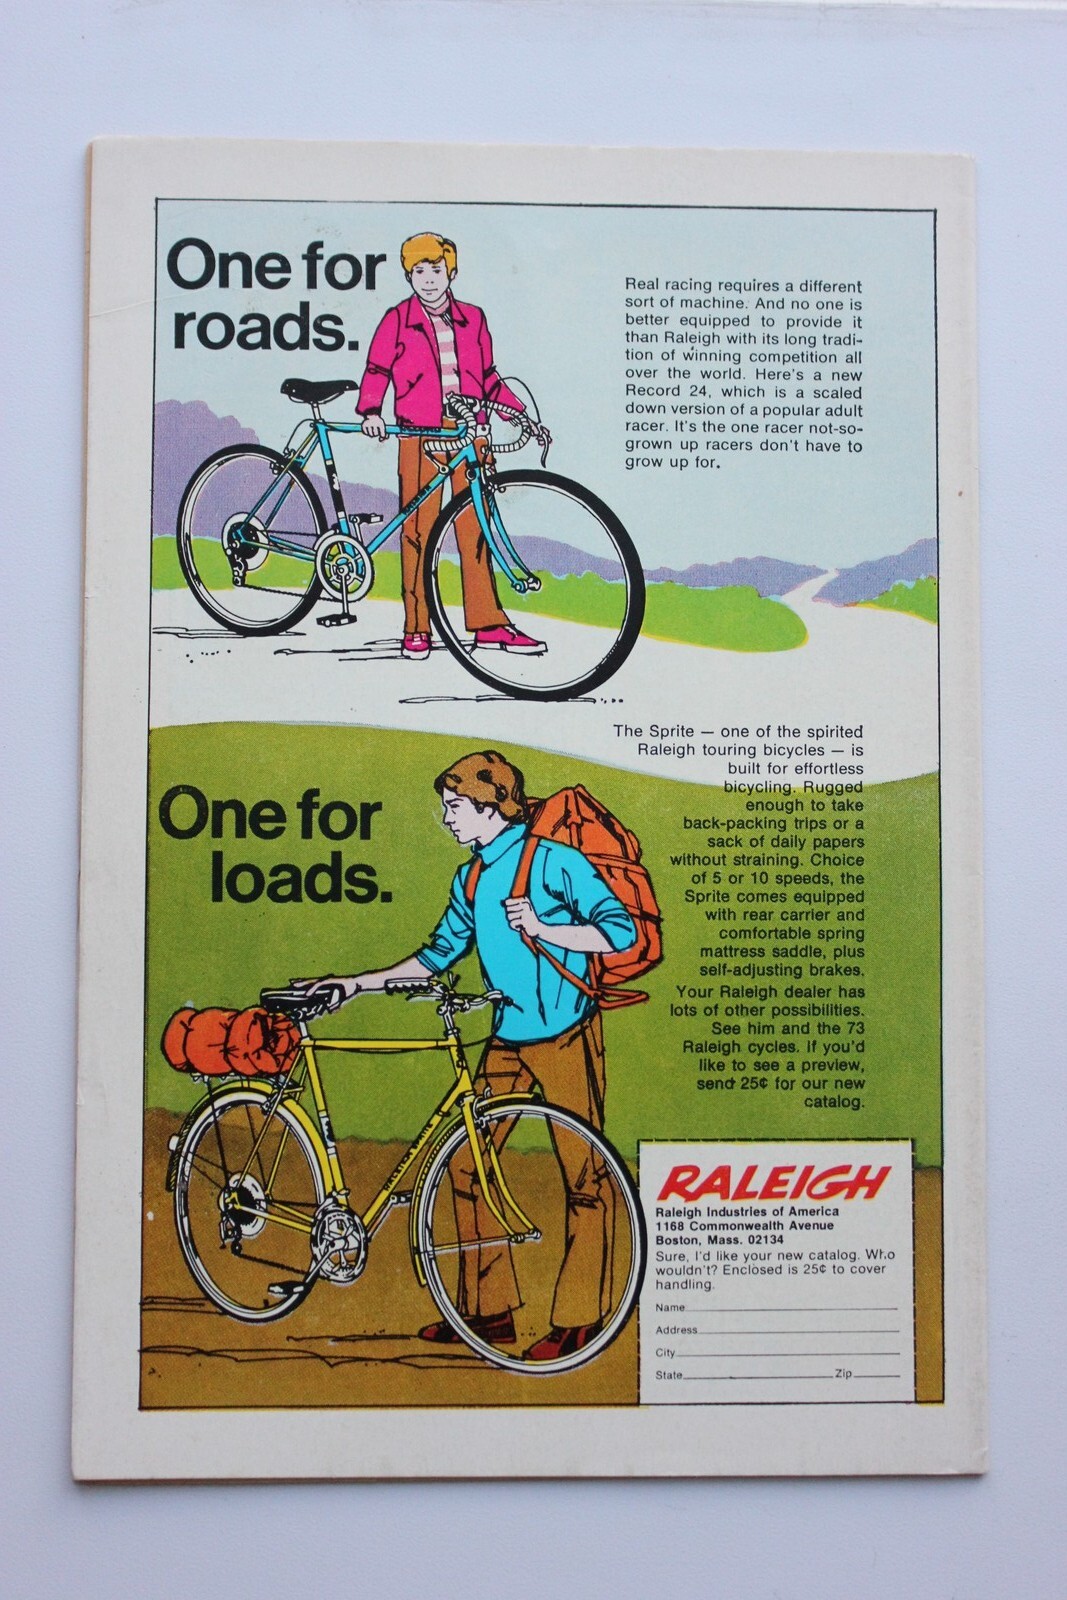 One for
roads.
Real racing requires a different
sort of machine. And no one is
better equipped to provide it
than Raleigh with its long tradi-
tion of winning competition all
over the world. Here's a new
Record 24, which is a scaled
down version of a popular adult
racer. It's the one racer not-so-
grown up racers don't have to
grow up for.
The Sprite — one of the spirited
Raleigh touring bicycles — is
built for effortless
bicycling. Rugged
enough to take
back-packing trips or a
sack of daily papers
without straining. Choice
of 5 or 10 speeds, the
Sprite comes equipped
with rear carrier and
comfortable spring
mattress saddle, plus
self-adjusting brakes.
Your Raleigh dealer has
lots of other possibilities.
See him and the 73
Raleigh cycles. If you'd
like to see a preview,
send 25¢ for our new
catalog.
One for
loads.
RALEIGH SPRITE
RALEIGH
Raleigh Industries of America
1168 Commonwealth Avenue
Boston, Mass. 02134
Sure, I'd like your new catalog. Who
wouldn't? Enclosed is 25¢ to cover
handling.
Name
Address
City
State Zip